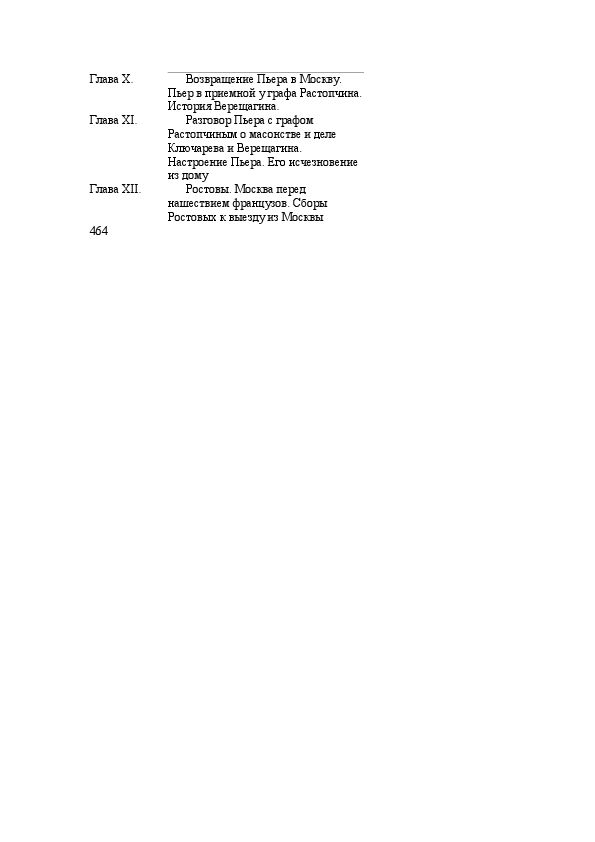 Глава X. Возвращение Пьера в Москву.
Пьер в приемной у графа Растопчина.
История Верещагина.
Глава XI. Разговор Пьера с графом
Растопчиным о масонстве и деле
Ключарева и Верещагина.
Настроение Пьера. Его исчезновение
из дому
Глава XII. Ростовы. Москва перед
нашествием французов. Сборы
Ростовых к выезду из Москвы
464